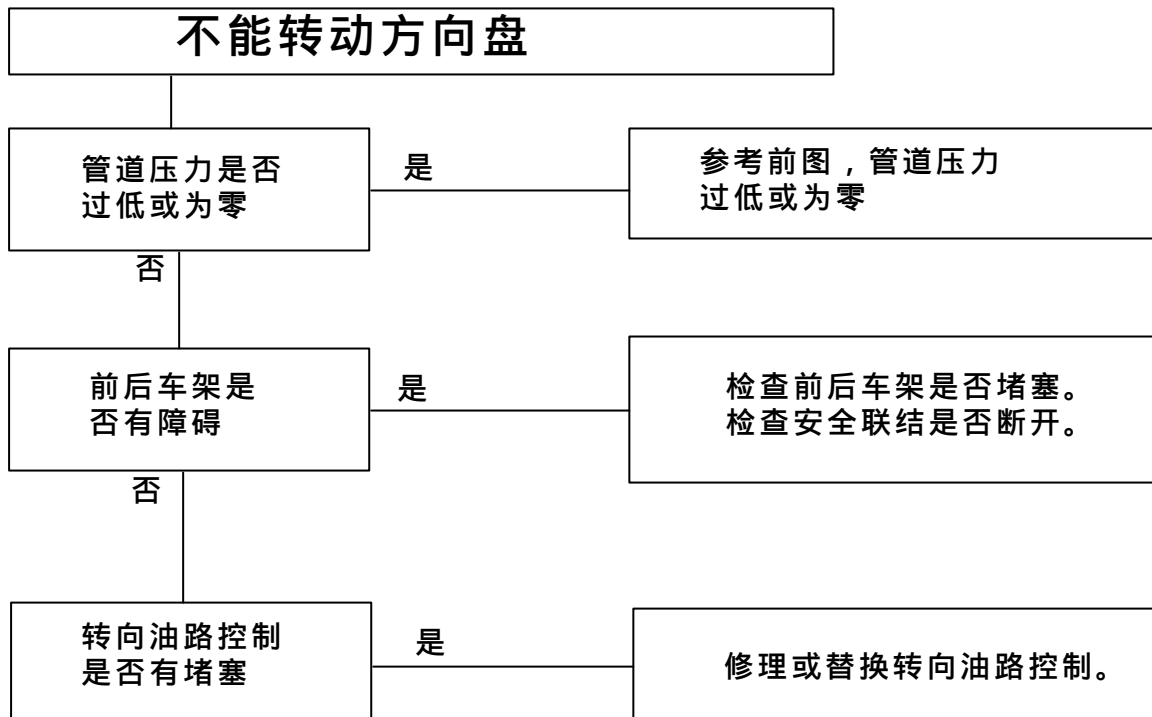 不能转动方向盘
管道压力是否
过低或为零
是
参考前图，管道压力
过低或为零
否
前后车架是
否有障碍
是
检查前后车架是否堵塞。
检查安全联结是否断开。
否
转向油路控制
是否有堵塞
是
修理或替换转向油路控制。